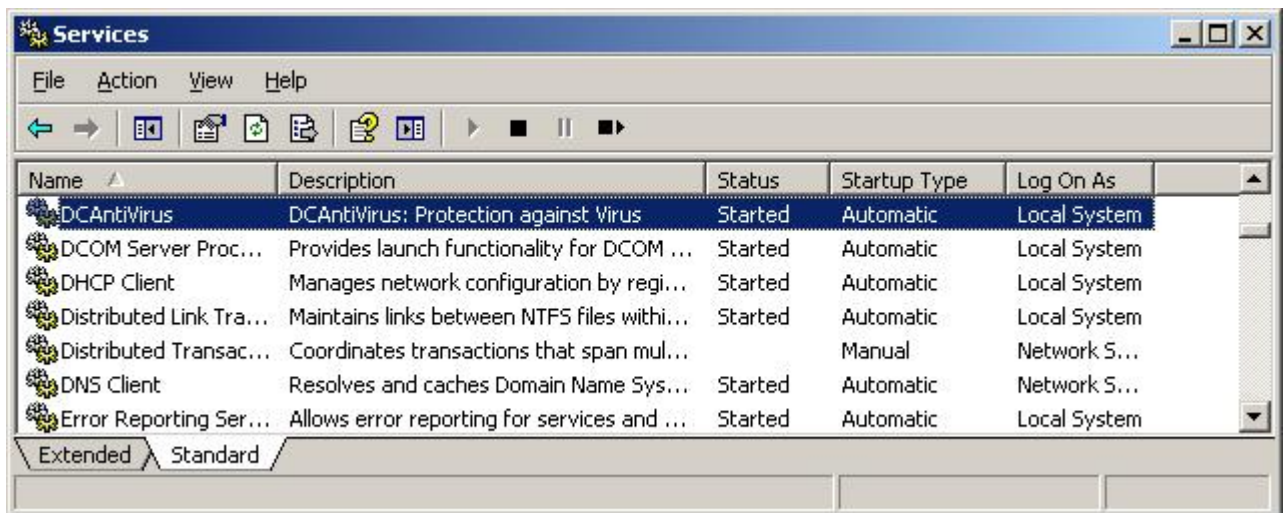 Services
File Action View Help
Name Description Status Startup Type Log On As
DCAntiVirus DCAntiVirus: Protection against Virus Started Automatic Local System
DCOM Server Proc... Provides launch functionality for DCOM ... Started Automatic Local System
DHCP Client Manages network configuration by regi... Started Automatic Local System
Distributed Link Tra... Maintains links between NTFS files withi... Started Automatic Local System
Distributed Transac... Coordinates transactions that span mul... Manual Network S...
DNS Client Resolves and caches Domain Name Sys... Started Automatic Network S...
Error Reporting Ser... Allows error reporting for services and ... Started Automatic Local System
Extended Standard